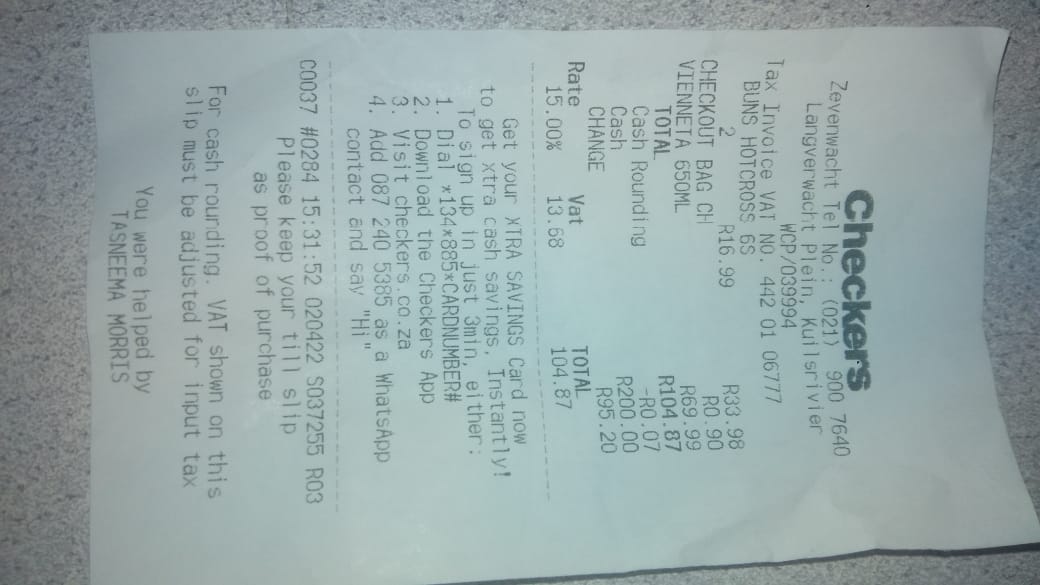 Checkers
Zevenwacht Tel No.: (021) 900 7640
Langverwacht Plein, Kuilsrivier
WCP/039994
Tax Invoice VAT NO. 442 01 06777
BUNS HOTCROSS 6S
2 R16.99 R33.98
CHECKOUT BAG CH R0.90
VIENNETA 650ML R69.99
TOTAL R104.87
Cash Rounding -R0.07
Cash R200.00
CHANGE R95.20
Rate Vat TOTAL
15.00% 13.68 104.87
Get your XTRA SAVINGS Card now
to get xtra cash savings, Instantly!
To sign up in just 3min, either:
1. Dial *134*885*CARDNUMBER#
2. Download the Checkers App
3. Visit checkers.co.za
4. Add 087 240 5385 as a WhatsApp
contact and say "Hi"
C0037 #0284 15:31:52 020422 S037255 R03
Please keep your till slip
as proof of purchase
For cash rounding. VAT shown on this
slip must be adjusted for input tax
You were helped by
TASNEEMA MORRIS